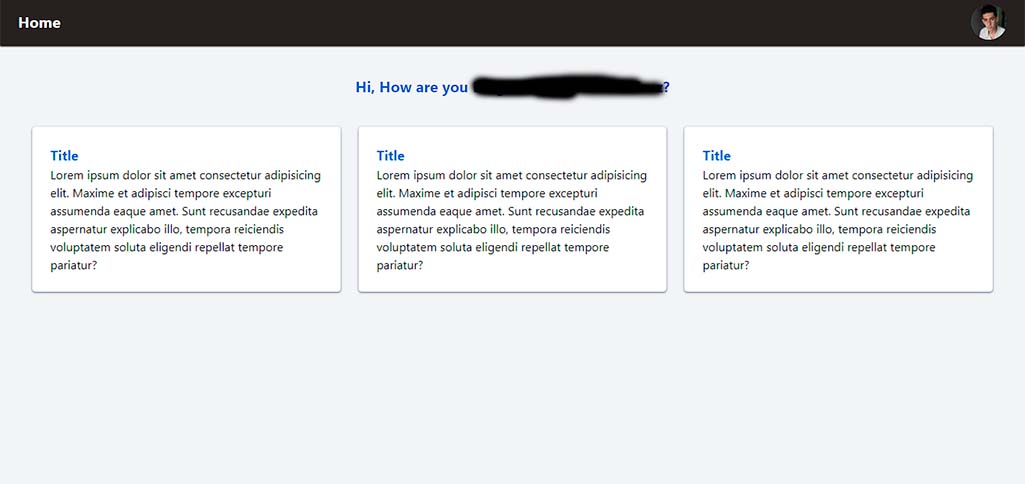 Home
Hi, How are you ?
Title
Lorem ipsum dolor sit amet consectetur adipisicing
elit. Maxime et adipisci tempore excepturi
assumenda eaque amet. Sunt recusandae expedita
aspernatur explicabo illo, tempora reiciendis
voluptatem soluta eligendi repellat tempore
pariatur?
Title
Lorem ipsum dolor sit amet consectetur adipisicing
elit. Maxime et adipisci tempore excepturi
assumenda eaque amet. Sunt recusandae expedita
aspernatur explicabo illo, tempora reiciendis
voluptatem soluta eligendi repellat tempore
pariatur?
Title
Lorem ipsum dolor sit amet consectetur adipisicing
elit. Maxime et adipisci tempore excepturi
assumenda eaque amet. Sunt recusandae expedita
aspernatur explicabo illo, tempora reiciendis
voluptatem soluta eligendi repellat tempore
pariatur?